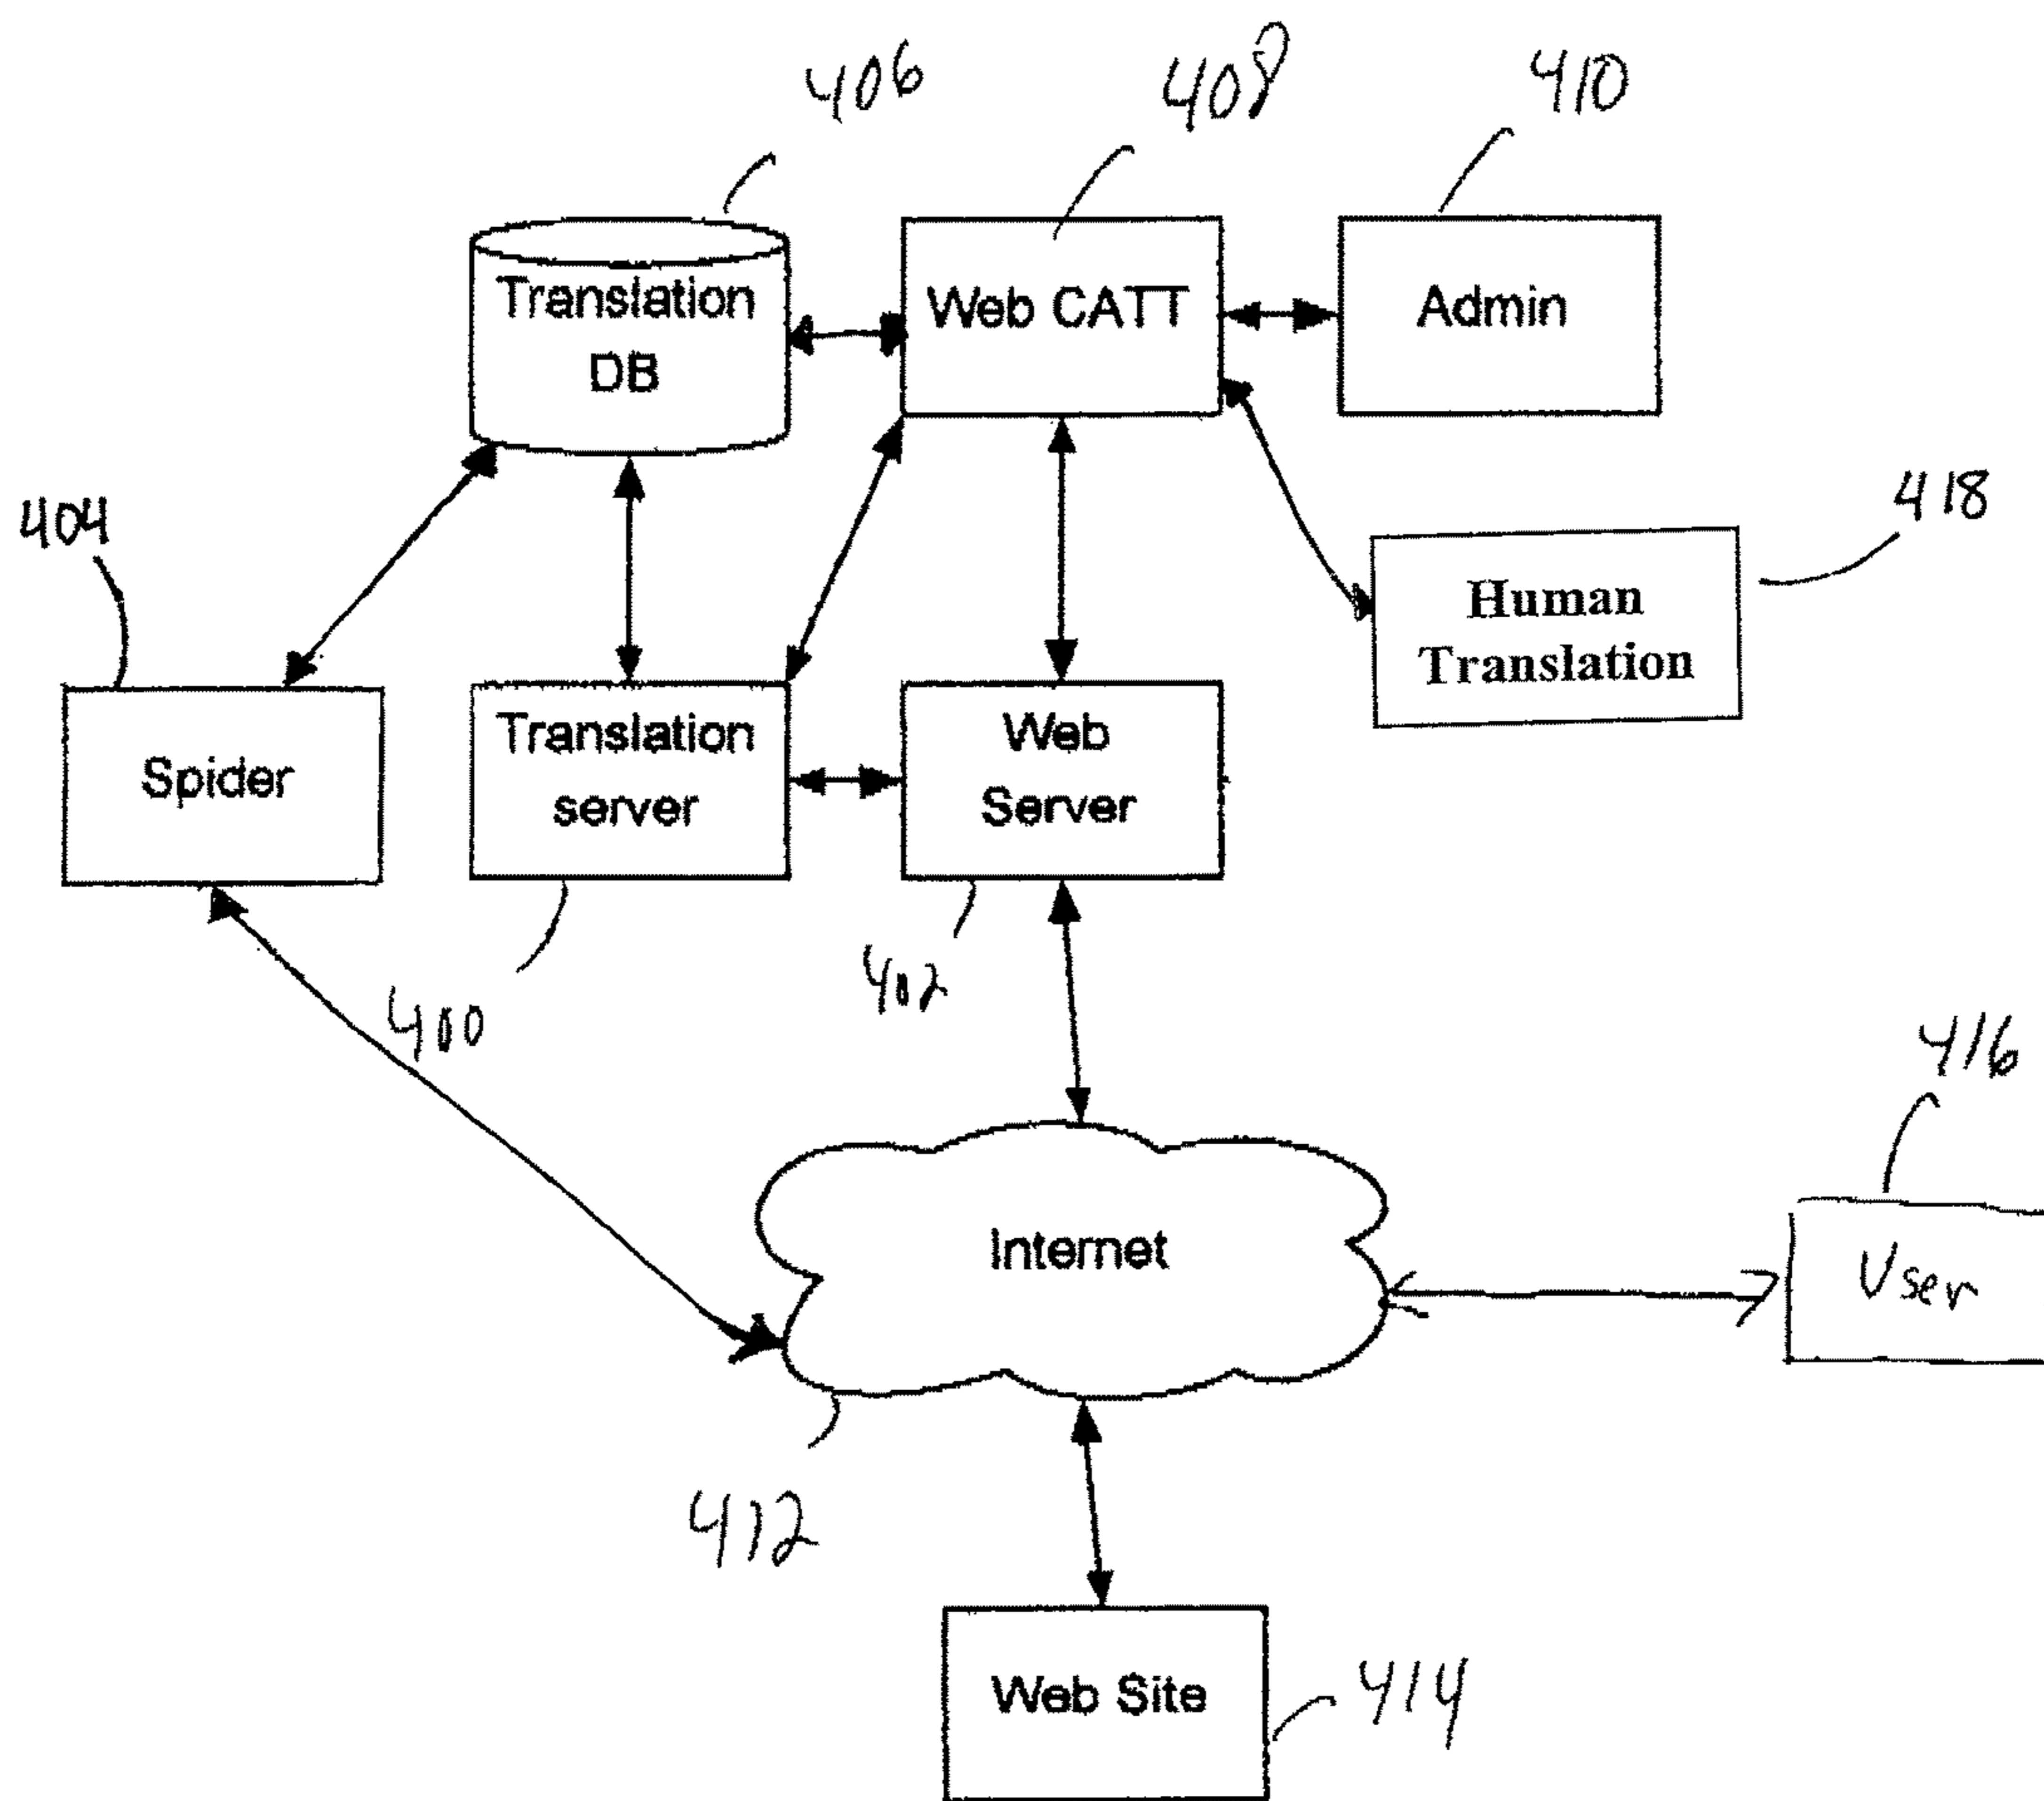 406
408
410
Translation
DB
Web CATT
Admin
404
418
Human
Translation
Spider
Translation
server
Web
Server
400
402
416
Internet
User
412
Web Site
414